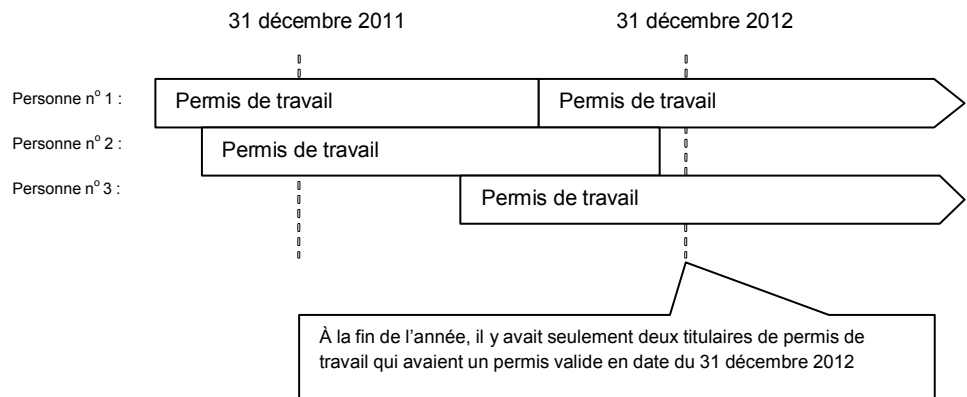 31 décembre 2011 31 décembre 2012
Personne nº 1 : Permis de travail Permis de travail
Personne nº 2 : Permis de travail
Personne nº 3 : Permis de travail
À la fin de l’année, il y avait seulement deux titulaires de permis de
travail qui avaient un permis valide en date du 31 décembre 2012